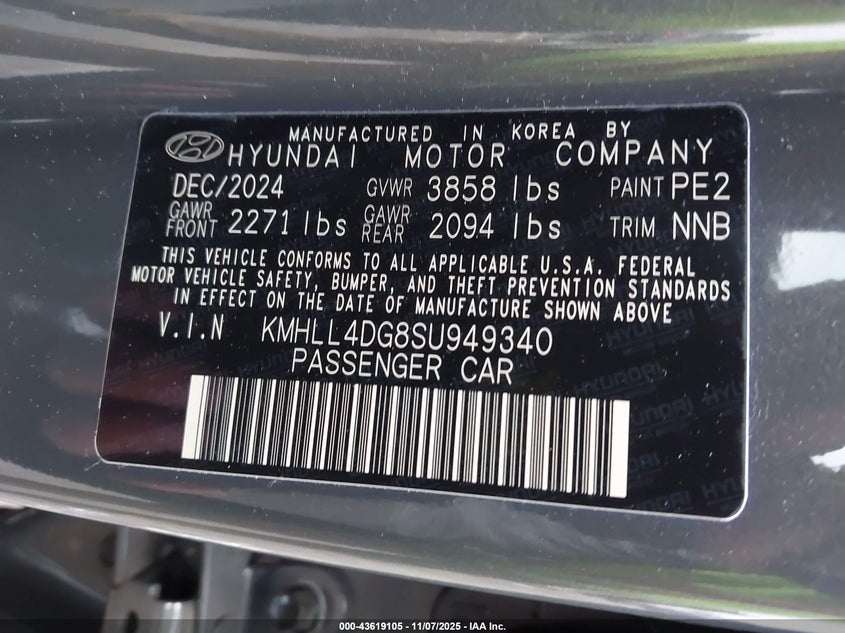 MANUFACTURED IN KOREA BY
HYUNDAI MOTOR COMPANY
DEC/2024 GVWR 3858 lbs PAINT PE2
GAWR FRONT 2271 lbs GAWR REAR 2094 lbs TRIM NNB
THIS VEHICLE CONFORMS TO ALL APPLICABLE U.S.A. FEDERAL
MOTOR VEHICLE SAFETY, BUMPER, AND THEFT PREVENTION STANDARDS
IN EFFECT ON THE DATE OF MANUFACTURE SHOWN ABOVE
V.I.N KMHLL4DG8SU949340
PASSENGER CAR
000-43619105 - 11/07/2025 - IAA Inc.